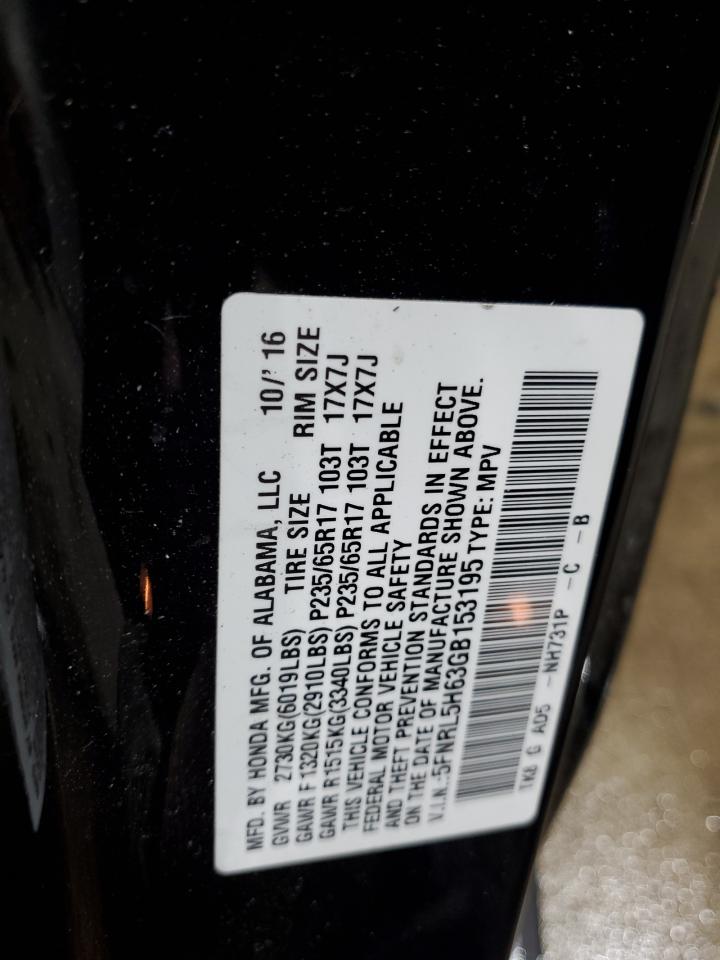 MFD. BY HONDA MFG. OF ALABAMA, LLC 10/' 16
GVWR 2730KG(6019LBS) TIRE SIZE RIM SIZE
GAWR F 1320KG(2910LBS) P235/65R17 103T 17X7J
GAWR R1515KG(3340LBS) P235/65R17 103T 17X7J
THIS VEHICLE CONFORMS TO ALL APPLICABLE
FEDERAL MOTOR VEHICLE SAFETY
AND THEFT PREVENTION STANDARDS IN EFFECT
ON THE DATE OF MANUFACTURE SHOWN ABOVE.
V.I.N.:5FNRL5H63GB153195 TYPE: MPV
TK8 G AD5 -NH731P -C -B